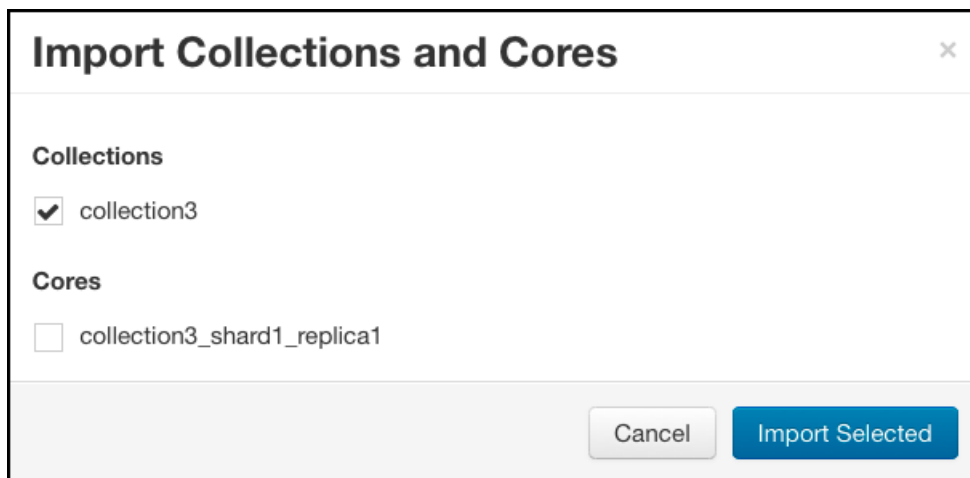 Import Collections and Cores ×
Collections
collection3
Cores
collection3_shard1_replica1
Cancel Import Selected